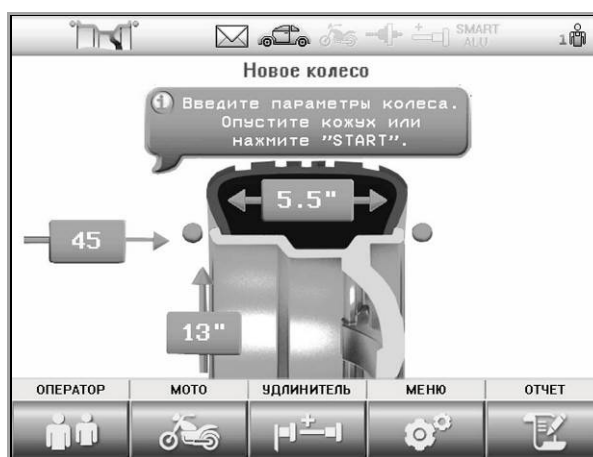 SMART
ALU
1
Новое колесо
Введите параметры колеса.
Опустите кожух или
нажмите "START".
5.5"
45
13"
ОПЕРАТОР МОТО УДЛИНИТЕЛЬ МЕНЮ ОТЧЕТ